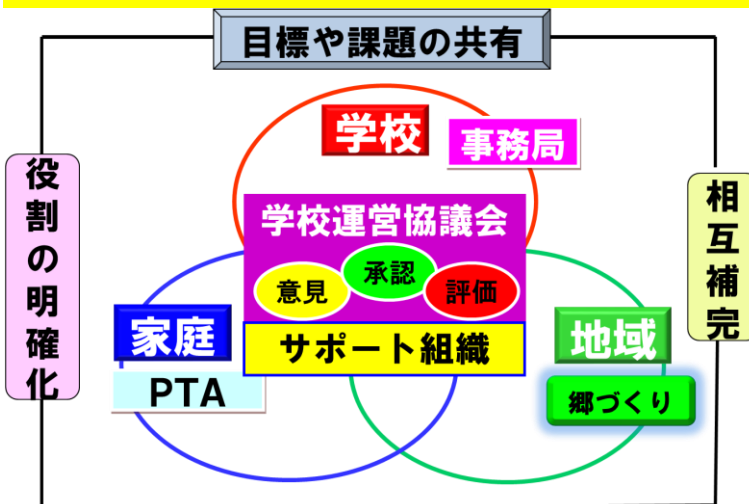 目標や課題の共有
学校
事務局
役割の明確化
相互補完
学校運営協議会
意見
承認
評価
サポート組織
家庭
PTA
地域
郷づくり